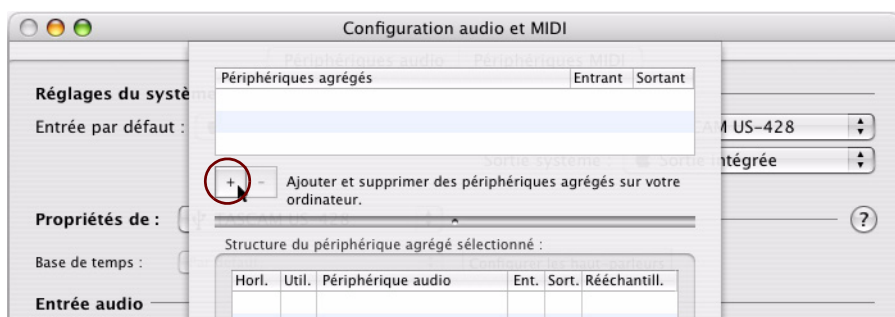 Configuration audio et MIDI
Périphériques audio Périphériques MIDI
Périphériques agrégés Entrant Sortant
Réglages du systè
Entrée par défaut : AM US-428
Sortie système : Sortie intégrée
+ - Ajouter et supprimer des périphériques agrégés sur votre
ordinateur.
Propriétés de : TASCAM US-428 ?
Structure du périphérique agrégé sélectionné :
Base de temps : Configurer les haut-parleurs
Horl. Util. Périphérique audio Ent. Sort. Rééchantill.
Entrée audio